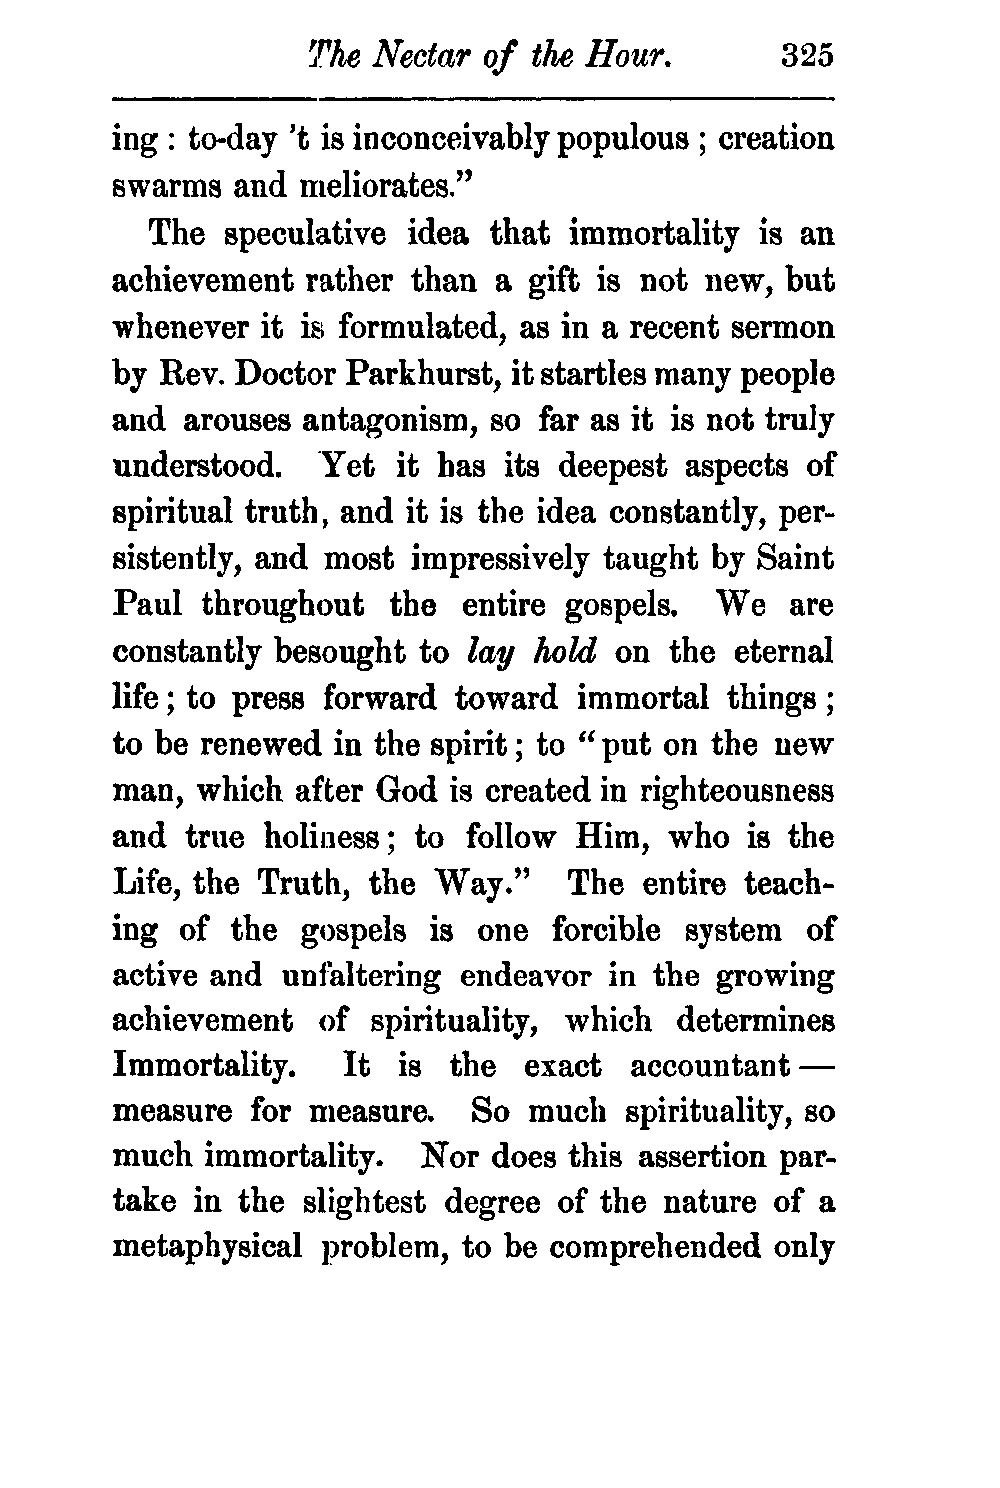 The Nectar of the Hour. 325
ing : to-day 't is inconceivably populous ; creation
swarms and meliorates."
The speculative idea that immortality is an
achievement rather than a gift is not new, but
whenever it is formulated, as in a recent sermon
by Rev. Doctor Parkhurst, it startles many people
and arouses antagonism, so far as it is not truly
understood. Yet it has its deepest aspects of
spiritual truth, and it is the idea constantly, per-
sistently, and most impressively taught by Saint
Paul throughout the entire gospels. We are
constantly besought to lay hold on the eternal
life ; to press forward toward immortal things ;
to be renewed in the spirit ; to " put on the new
man, which after God is created in righteousness
and true holiness ; to follow Him, who is the
Life, the Truth, the Way." The entire teach-
ing of the gospels is one forcible system of
active and unfaltering endeavor in the growing
achievement of spirituality, which determines
Immortality. It is the exact accountant —
measure for measure. So much spirituality, so
much immortality. Nor does this assertion par-
take in the slightest degree of the nature of a
metaphysical problem, to be comprehended only